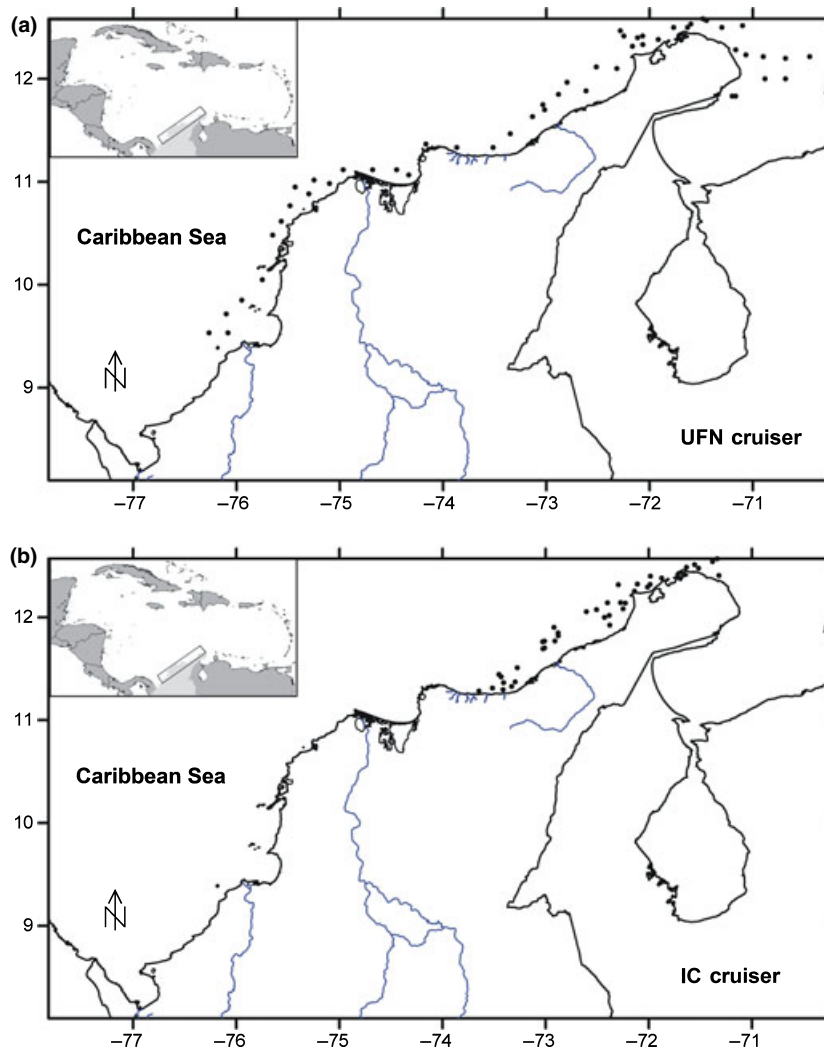 (a)
12
11
10
9
Caribbean Sea
N
UFN cruiser
–77 –76 –75 –74 –73 –72 –71
(b)
12
11
10
9
Caribbean Sea
N
IC cruiser
–77 –76 –75 –74 –73 –72 –71